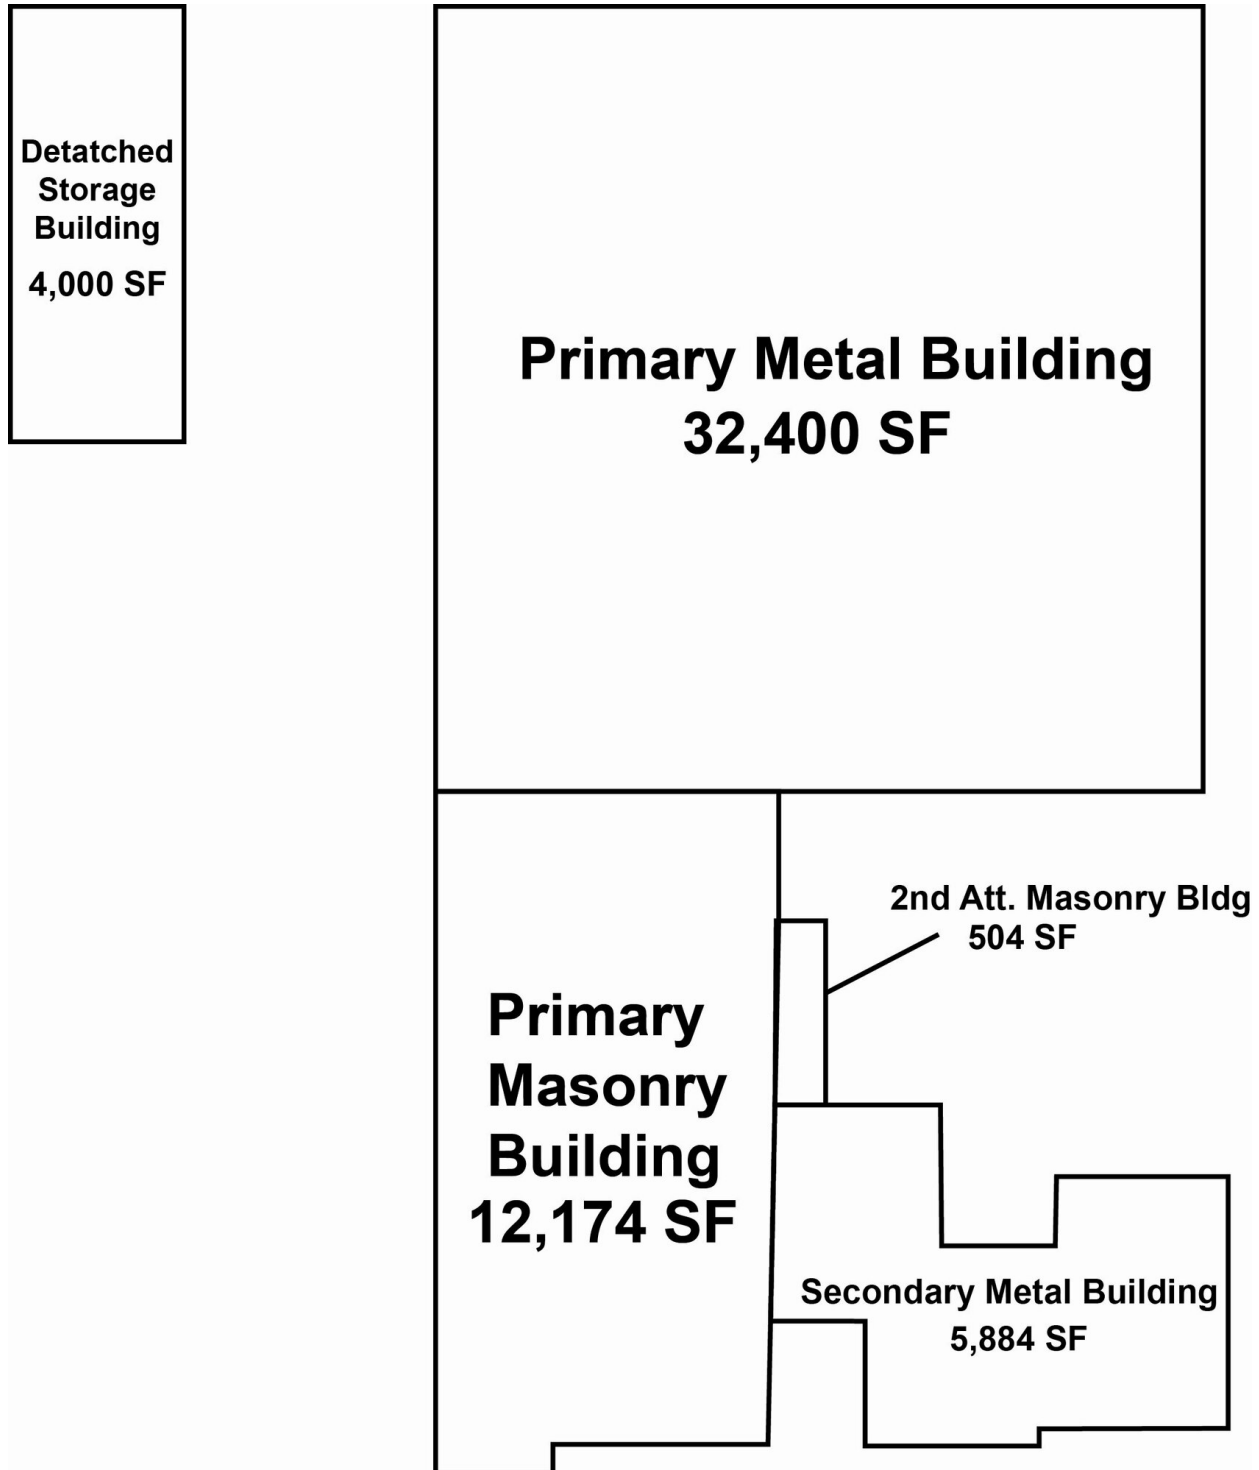 Detatched
Storage
Building
4,000 SF
Primary Metal Building
32,400 SF
2nd Att. Masonry Bldg
504 SF
Primary
Masonry
Building
12,174 SF
Secondary Metal Building
5,884 SF